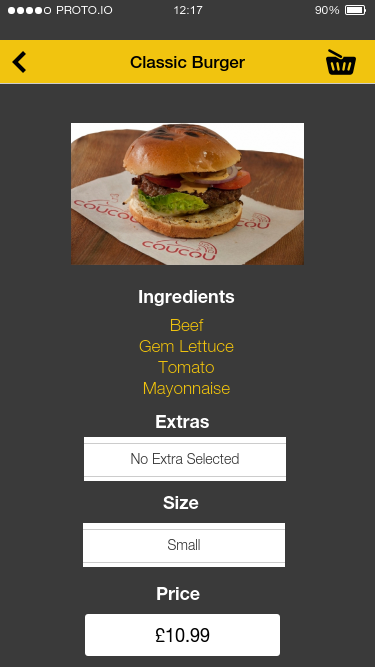 PROTO.IO 12:17 90%
Classic Burger
COUCOU
COUCOU
Ingredients
Beef
Gem Lettuce
Tomato
Mayonnaise
Extras
No Extra Selected
Size
Small
Price
£10.99